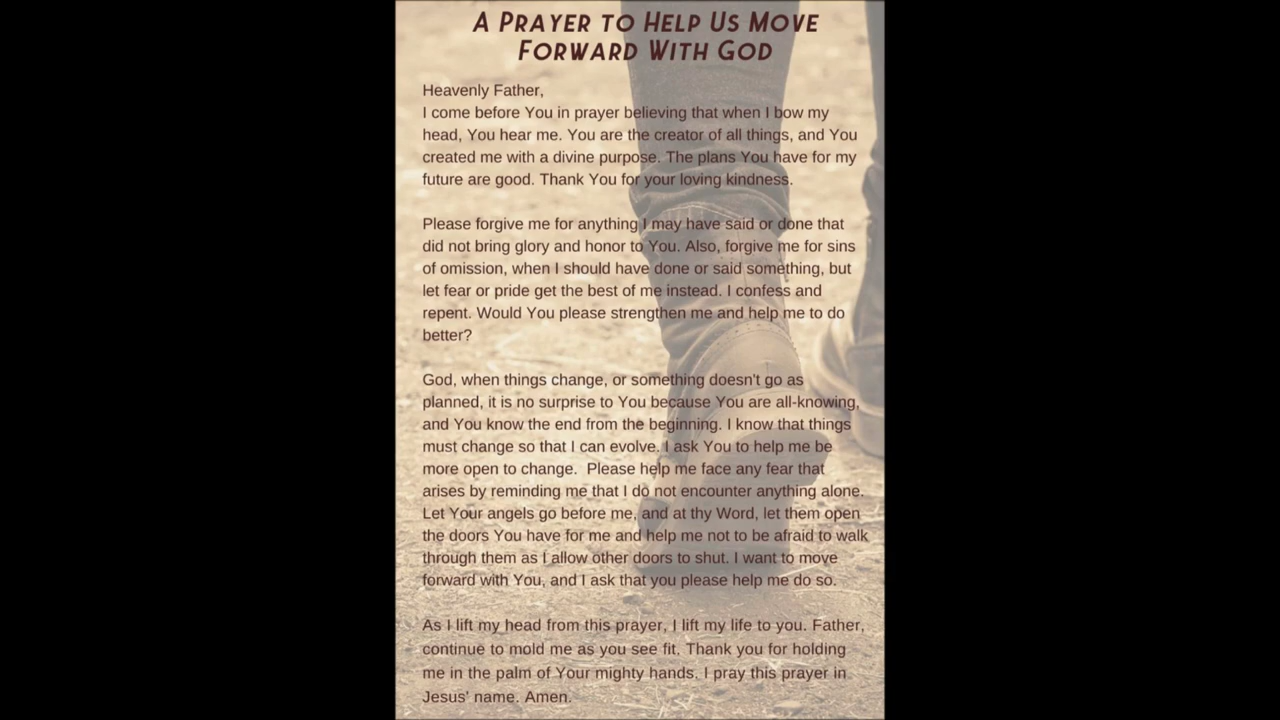 A Prayer to Help Us Move
Forward With God
Heavenly Father,
I come before You in prayer believing that when I bow my
head, You hear me. You are the creator of all things, and You
created me with a divine purpose. The plans You have for my
future are good. Thank You for your loving kindness.
Please forgive me for anything I may have said or done that
did not bring glory and honor to You. Also, forgive me for sins
of omission, when I should have done or said something, but
let fear or pride get the best of me instead. I confess and
repent. Would You please strengthen me and help me to do
better?
God, when things change, or something doesn't go as
planned, it is no surprise to You because You are all-knowing,
and You know the end from the beginning. I know that things
must change so that I can evolve. I ask You to help me be
more open to change.  Please help me face any fear that
arises by reminding me that I do not encounter anything alone.
Let Your angels go before me, and at thy Word, let them open
the doors You have for me and help me not to be afraid to walk
through them as I allow other doors to shut. I want to move
forward with You, and I ask that you please help me do so.
As I lift my head from this prayer, I lift my life to you. Father,
continue to mold me as you see fit. Thank you for holding
me in the palm of Your mighty hands. I pray this prayer in
Jesus' name. Amen.